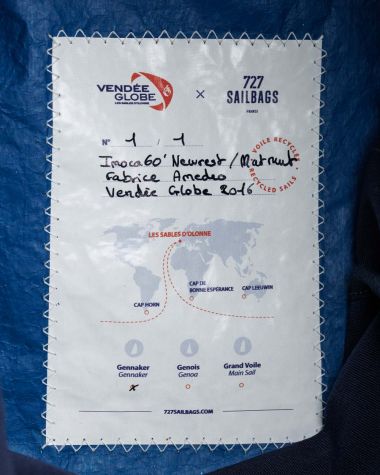 VENDÉE
GLOBE
LES SABLES D'OLONNE
×
727
SAILBAGS
FRANCE
N° 1 / 1
VOILE RECYCLÉE
RECYCLED SAILS
Imoca 60' Newrest / Matmut
Fabrice Amedeo
Vendée Globe 2016
LES SABLES D'OLONNE
CAP DE
BONNE ESPÉRANCE
CAP LEEUWIN
CAP HORN
Gennaker Genois Grand Voile
Gennaker Genoa Main Sail
x
727SAILBAGS.COM